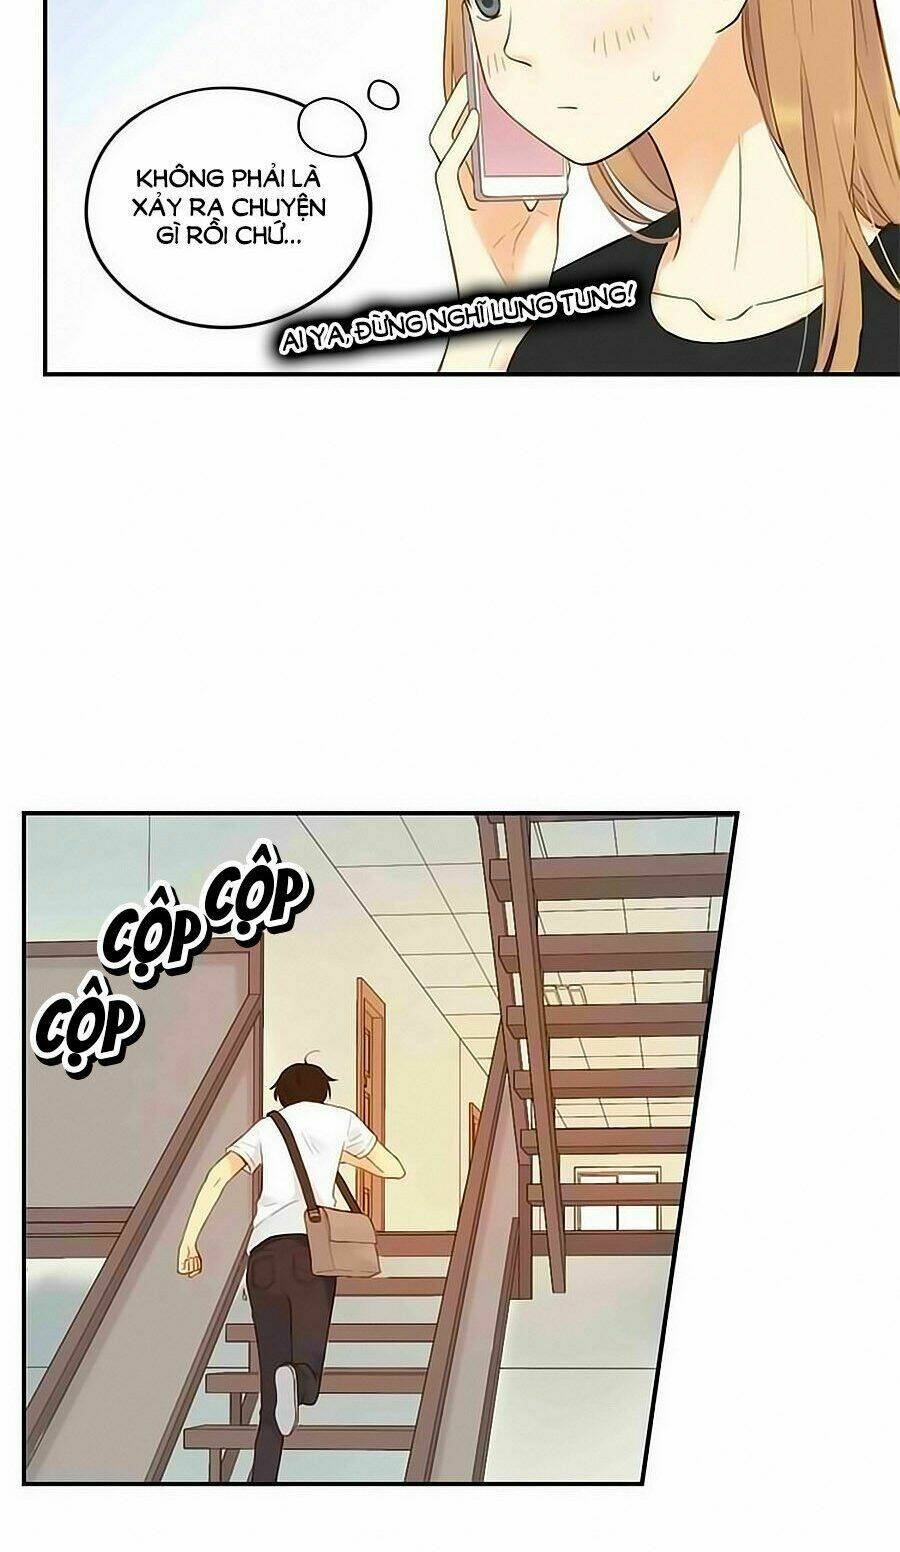 KHÔNG PHẢI LÀ
XẢY RA CHUYỆN
GÌ RỒI CHỨ...
AI YA, ĐỪNG NGHĨ LUNG TUNG!
CỘP
CỘP
CỘP